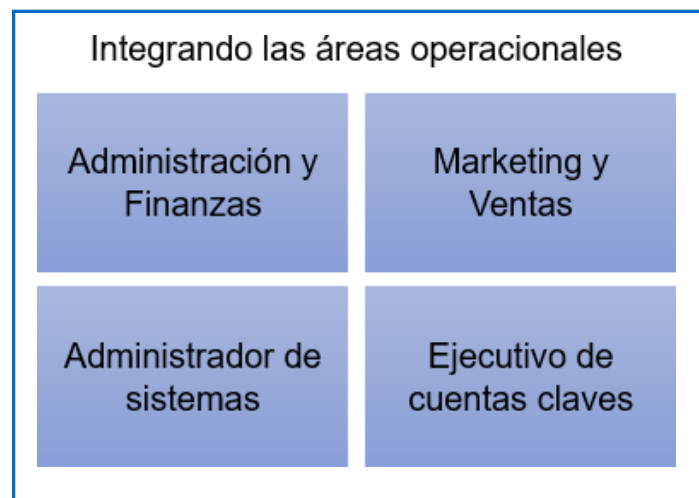 Integrando las áreas operacionales
Administración y
Finanzas
Marketing y
Ventas
Administrador de
sistemas
Ejecutivo de
cuentas claves